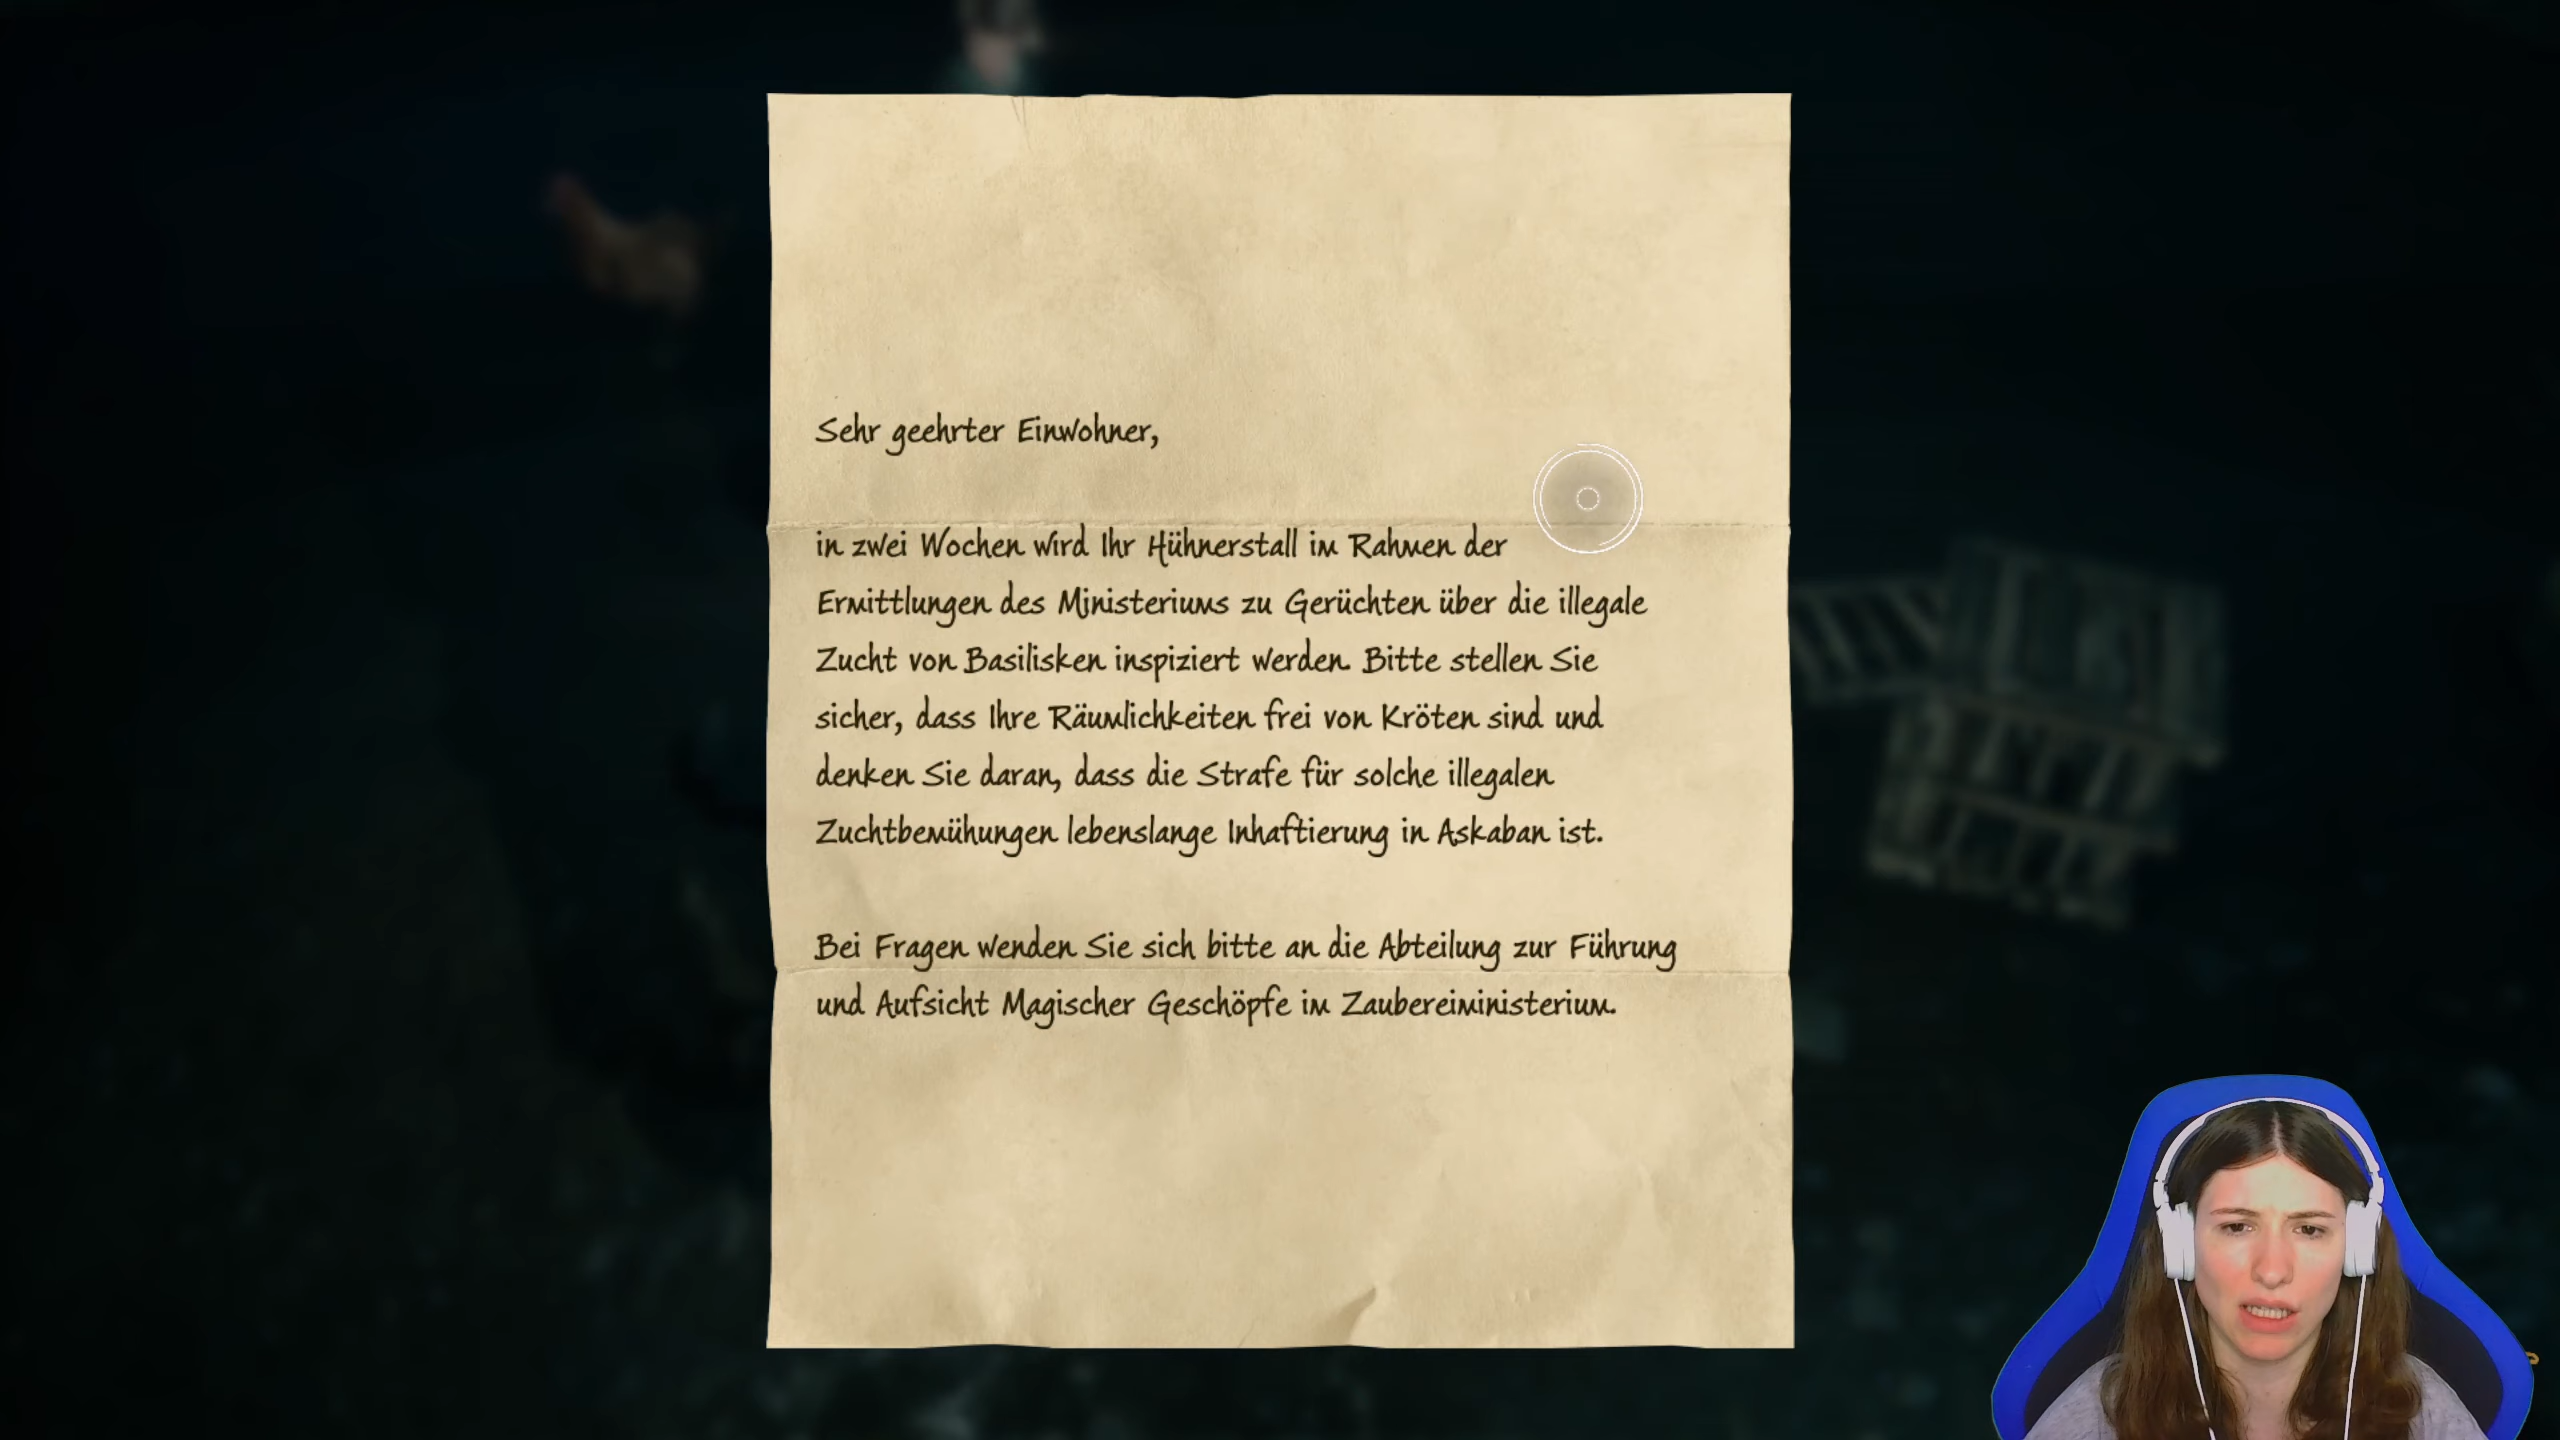 Sehr geehrter Einwohner,
in zwei Wochen wird Ihr Hühnerstall im Rahmen der
Ermittlungen des Ministeriums zu Gerüchten über die illegale
Zucht von Basilisken inspiziert werden. Bitte stellen Sie
sicher, dass Ihre Räumlichkeiten frei von Kröten sind und
denken Sie daran, dass die Strafe für solche illegalen
Zuchtbemühungen lebenslange Inhaftierung in Askaban ist.
Bei Fragen wenden Sie sich bitte an die Abteilung zur Führung
und Aufsicht Magischer Geschöpfe im Zaubereiministerium.